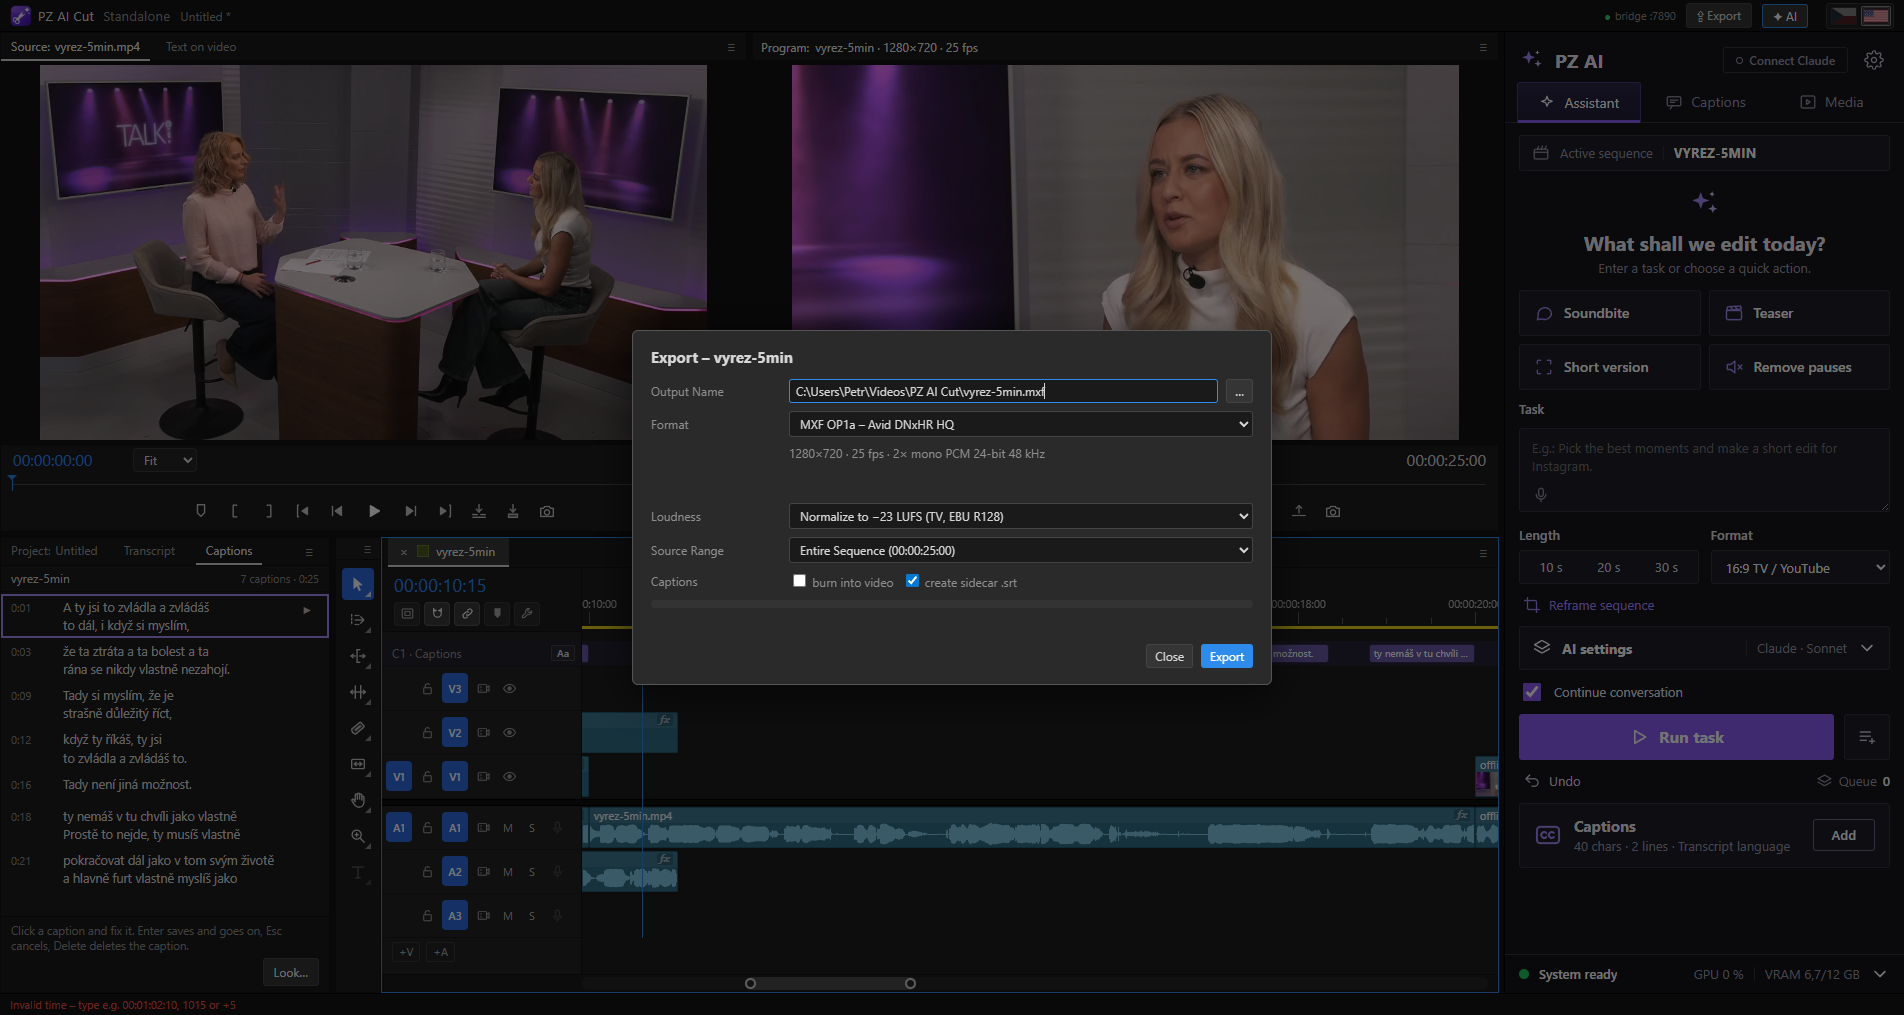 PZ AI Cut Standalone Untitled *
bridge :7890
Export
AI
Source: vyrez-5min.mp4
Text on video
Program: vyrez-5min · 1280×720 · 25 fps
TALK!
00:00:00:00
Fit
00:00:25:00
Project: Untitled
Transcript
Captions
vyrez-5min
7 captions · 0:25
0:01
A ty jsi to zvládla a zvládáš
to dál, i když si myslím,
0:03
že ta ztráta a ta bolest a ta
rána se nikdy vlastně nezahojí.
0:09
Tady si myslím, že je
strašně důležitý říct,
0:12
když ty říkáš, ty jsi
to zvládla a zvládáš to.
0:16
Tady není jiná možnost.
0:18
ty nemáš v tu chvíli jako vlastně
Prostě to nejde, ty musíš vlastně
0:21
pokračovat dál jako v tom svým životě
a hlavně furt vlastně myslíš jako
Click a caption and fix it. Enter saves and goes on, Esc
cancels, Delete deletes the caption.
Look...
Invalid time – type e.g. 00:01:02:10, 1015 or +5
vyrez-5min
00:00:10:15
0:10:00
00:00:18:00
00:00:20:0
C1 · Captions
Aa
možnost.
ty nemáš v tu chvíli ...
V3
V2
fx
V1
V1
offli
A1
A1
M
S
vyrez-5min.mp4
fx
offli
A2
M
S
fx
A3
M
S
+V
+A
Export – vyrez-5min
Output Name
C:\Users\Petr\Videos\PZ AI Cut\vyrez-5min.mxf
...
Format
MXF OP1a – Avid DNxHR HQ
1280×720 · 25 fps · 2× mono PCM 24-bit 48 kHz
Loudness
Normalize to −23 LUFS (TV, EBU R128)
Source Range
Entire Sequence (00:00:25:00)
Captions
burn into video
create sidecar .srt
Close
Export
PZ AI
Connect Claude
Assistant
Captions
Media
Active sequence
VYREZ-5MIN
What shall we edit today?
Enter a task or choose a quick action.
Soundbite
Teaser
Short version
Remove pauses
Task
E.g.: Pick the best moments and make a short edit for
Instagram.
Length
Format
10 s
20 s
30 s
16:9 TV / YouTube
Reframe sequence
AI settings
Claude · Sonnet
Continue conversation
Run task
Undo
Queue 0
CC
Captions
40 chars · 2 lines · Transcript language
Add
System ready
GPU 0 %
VRAM 6,7/12 GB